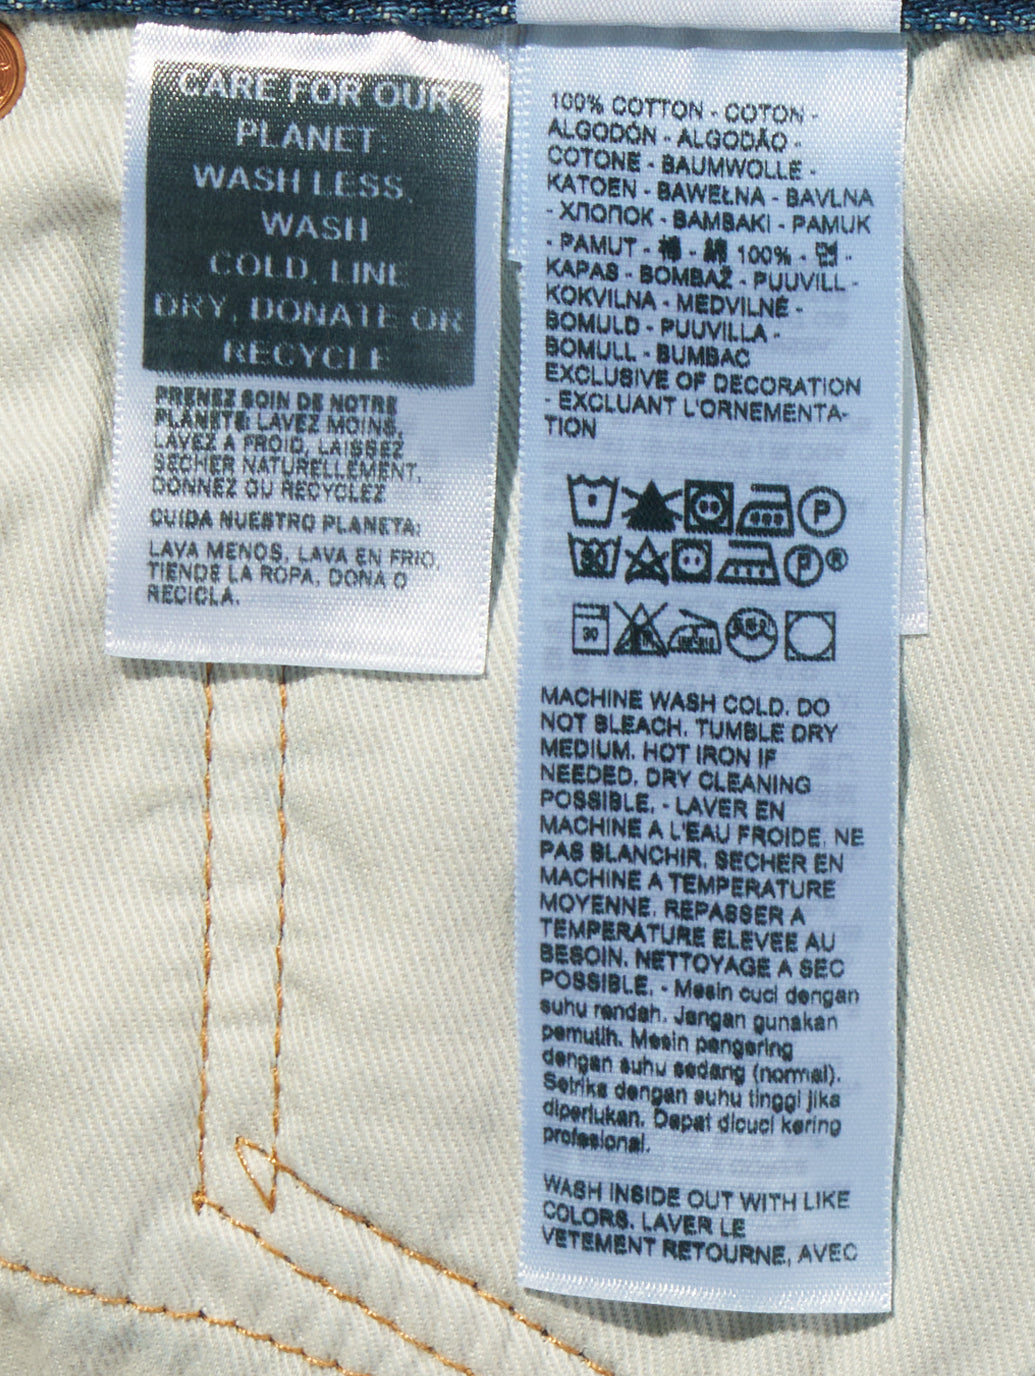 CARE FOR OUR
PLANET:
WASH LESS,
WASH
COLD, LINE
DRY, DONATE OR
RECYCLE
PRENEZ SOIN DE NOTRE
PLANETE: LAVEZ MOINS,
LAVEZ A FROID, LAISSEZ
SECHER NATURELLEMENT,
DONNEZ OU RECYCLEZ
CUIDA NUESTRO PLANETA:
LAVA MENOS, LAVA EN FRIO,
TIENDE LA ROPA, DONA O
RECICLA.
100% COTTON - COTON -
ALGODÓN - ALGODÃO -
COTONE - BAUMWOLLE -
KATOEN - BAWEŁNA - BAVLNA
- ХЛОПОК - BAMBAKI - PAMUK
- PAMUT - 棉 - 綿 100% - 면 -
KAPAS - BOMBAŽ - PUUVILL -
KOKVILNA - MEDVILNĖ -
BOMULD - PUUVILLA -
BOMULL - BUMBAC
EXCLUSIVE OF DECORATION
- EXCLUANT L'ORNEMENTA-
TION
P
P ®
30
MACHINE WASH COLD. DO
NOT BLEACH. TUMBLE DRY
MEDIUM. HOT IRON IF
NEEDED. DRY CLEANING
POSSIBLE. - LAVER EN
MACHINE A L'EAU FROIDE. NE
PAS BLANCHIR. SECHER EN
MACHINE A TEMPERATURE
MOYENNE. REPASSER A
TEMPERATURE ELEVEE AU
BESOIN. NETTOYAGE A SEC
POSSIBLE. - Mesin cuci dengan
suhu rendah. Jangan gunakan
pemutih. Mesin pengering
dengan suhu sedang (normal).
Setrika dengan suhu tinggi jika
diperlukan. Dapat dicuci kering
profesional.
WASH INSIDE OUT WITH LIKE
COLORS. LAVER LE
VETEMENT RETOURNE, AVEC